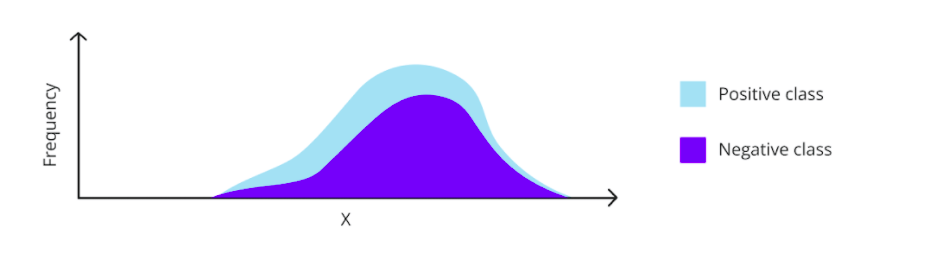 Frequency
X
Positive class
Negative class